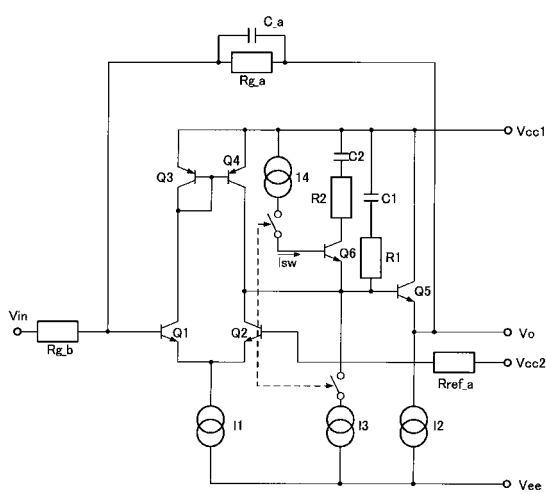 C_a
Rg_a
Vcc1
Q3
Q4
14
C2
R2
C1
R1
Isw
Q6
Q5
Vin
Rg_b
Q1
Q2
Vo
Vcc2
Rref_a
I1
I3
I2
Vee